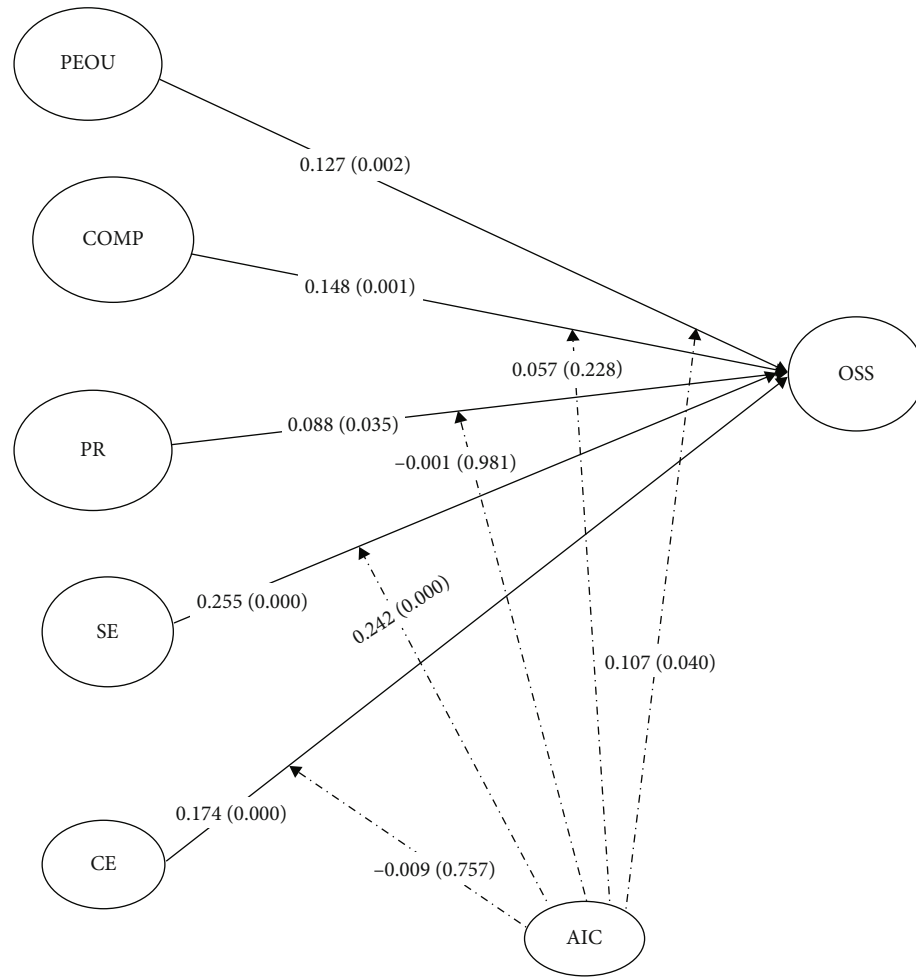 PEOU
0.127 (0.002)
COMP
0.148 (0.001)
0.057 (0.228)
OSS
PR
0.088 (0.035)
–0.001 (0.981)
SE
0.255 (0.000)
0.242 (0.000)
0.107 (0.040)
CE
0.174 (0.000)
–0.009 (0.757)
AIC